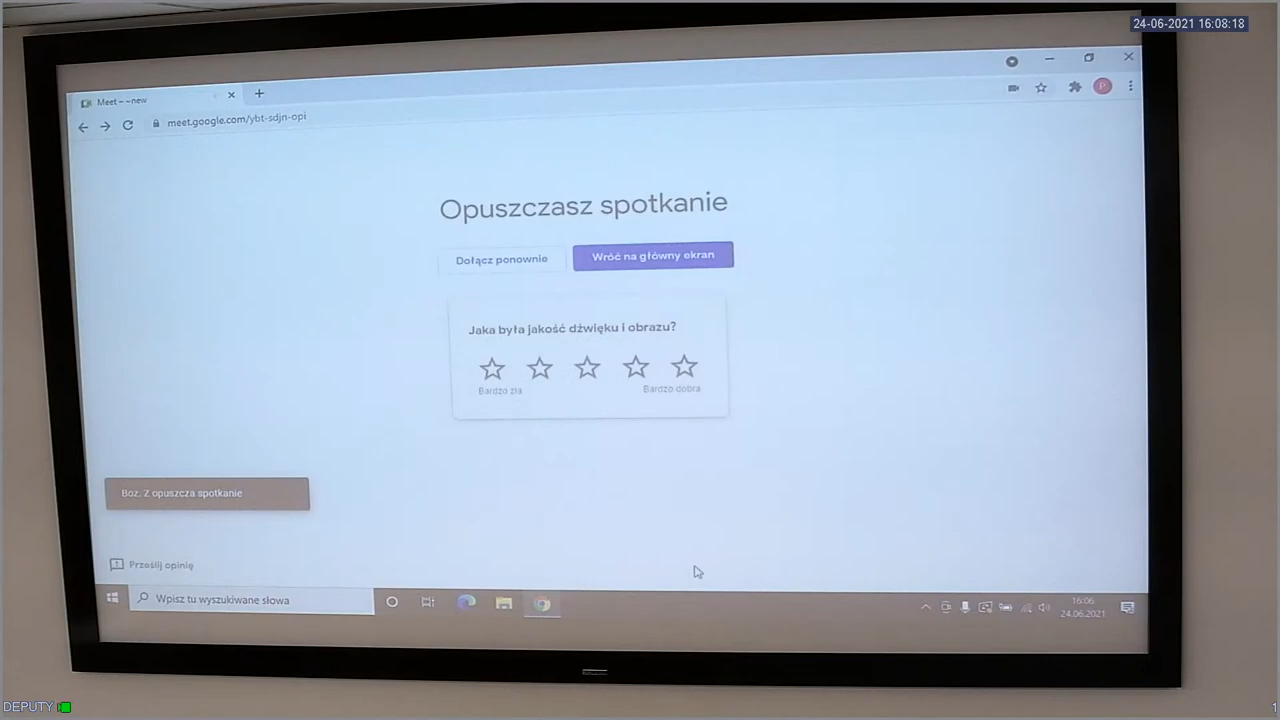 24-06-2021 16:08:18
Meet – ~new
meet.google.com/ybt-sdjn-opi
P
Opuszczasz spotkanie
Dołącz ponownie
Wróć na główny ekran
Jaka była jakość dźwięku i obrazu?
Bardzo zła
Bardzo dobra
Boz. Z opuszcza spotkanie
Prześlij opinię
Wpisz tu wyszukiwane słowa
16:06
24.06.2021
DEPUTY
1